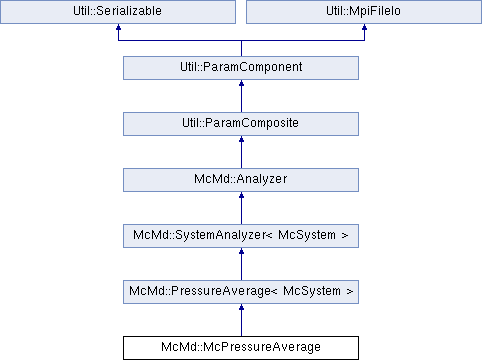 Util::Serializable
Util::MpiFileIo
Util::ParamComponent
Util::ParamComposite
McMd::Analyzer
McMd::SystemAnalyzer< McSystem >
McMd::PressureAverage< McSystem >
McMd::McPressureAverage